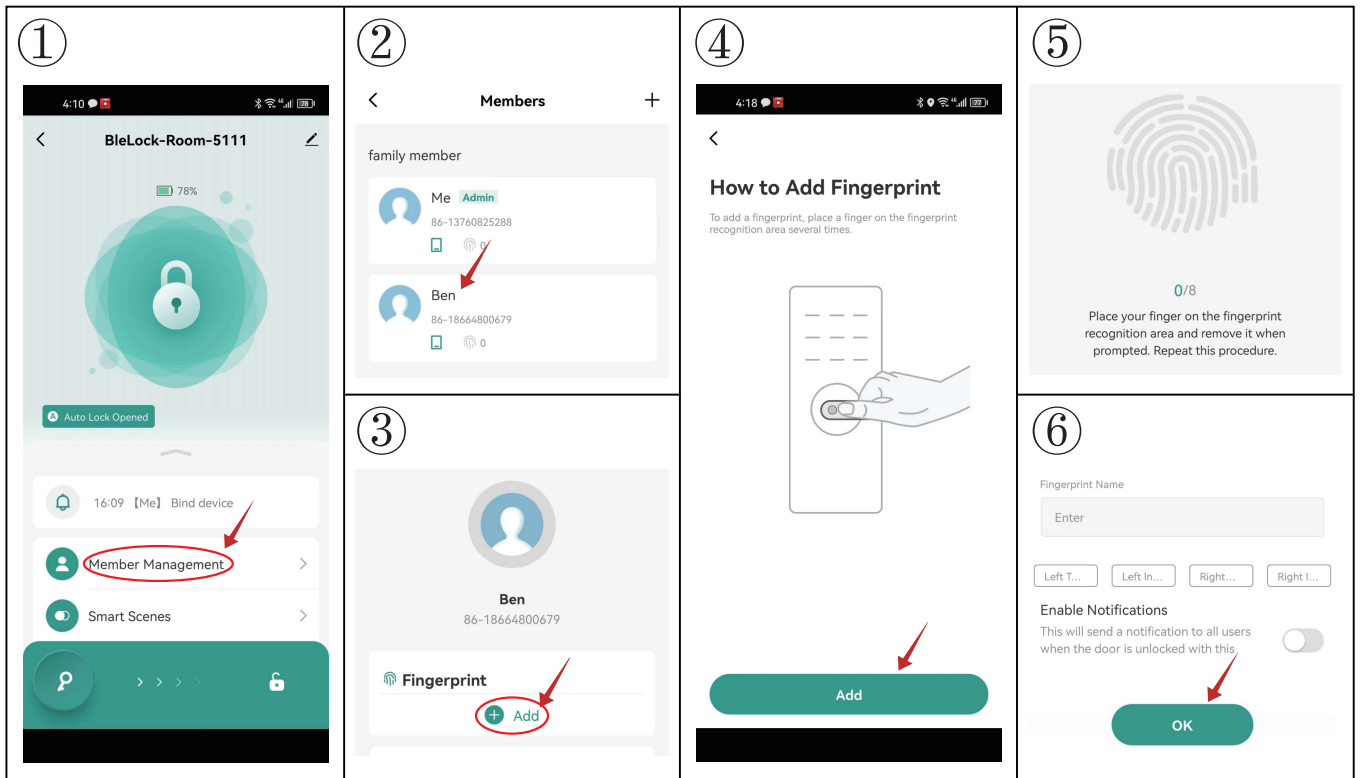 ①
4:10
78
BleLock-Room-5111
78%
A Auto Lock Opened
16:09 【Me】 Bind device
Member Management
Smart Scenes
②
Members
family member
Me Admin
86-13760825288
0
Ben
86-18664800679
0
③
Ben
86-18664800679
Fingerprint
Add
④
4:18
77
How to Add Fingerprint
To add a fingerprint, place a finger on the fingerprint
recognition area several times.
Add
⑤
0/8
Place your finger on the fingerprint
recognition area and remove it when
prompted. Repeat this procedure.
⑥
Fingerprint Name
Enter
Left T... Left In... Right... Right I...
Enable Notifications
This will send a notification to all users
when the door is unlocked with this
OK